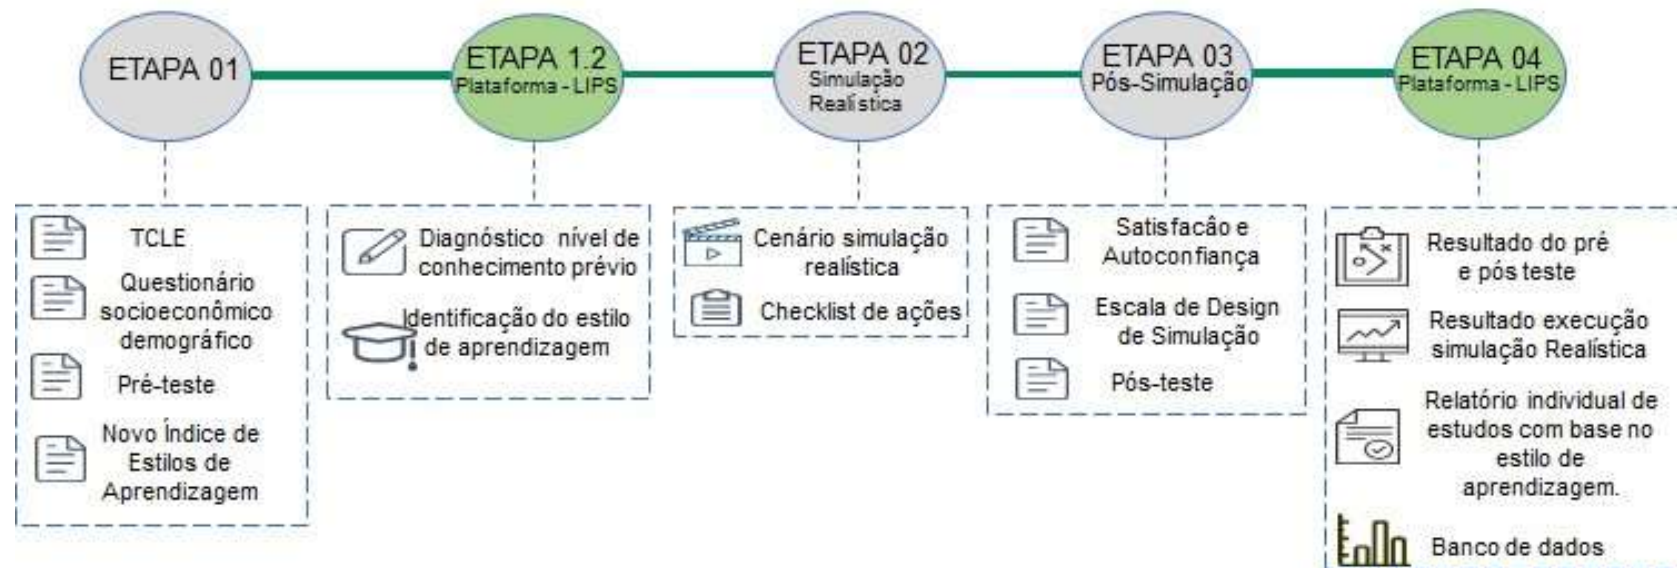 ETAPA 01
ETAPA 1.2
Plataforma - LIPS
ETAPA 02
Simulação
Realística
ETAPA 03
Pós-Simulação
ETAPA 04
Plataforma - LIPS
TCLE
Questionário
socioeconômico
demográfico
Pré-teste
Novo Índice de
Estilos de
Aprendizagem
Diagnóstico nível de
conhecimento prévio
Identificação do estilo
de aprendizagem
Cenário simulação
realística
Checklist de ações
Satisfacâo e
Autoconfiança
Escala de Design
de Simulação
Pós-teste
Resultado do pré
e pós teste
Resultado execução
simulação Realística
Relatório individual de
estudos com base no
estilo de
aprendizagem.
Banco de dados